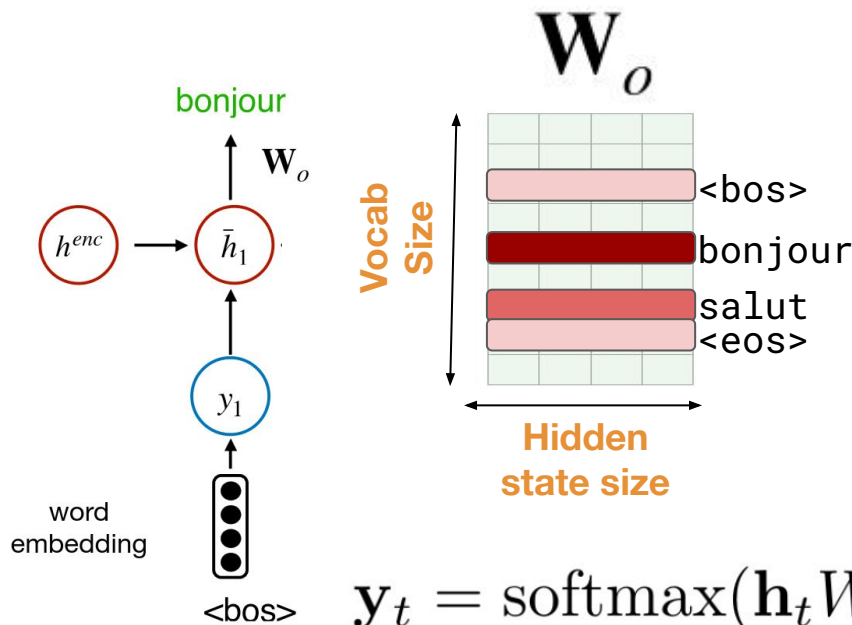 bonjour
W_o
h^{enc}
h̄_1
y_1
word
embedding
<bos>
W_o
Vocab
Size
<bos>
bonjour
salut
<eos>
Hidden
state size
y_t = softmax(h_t W